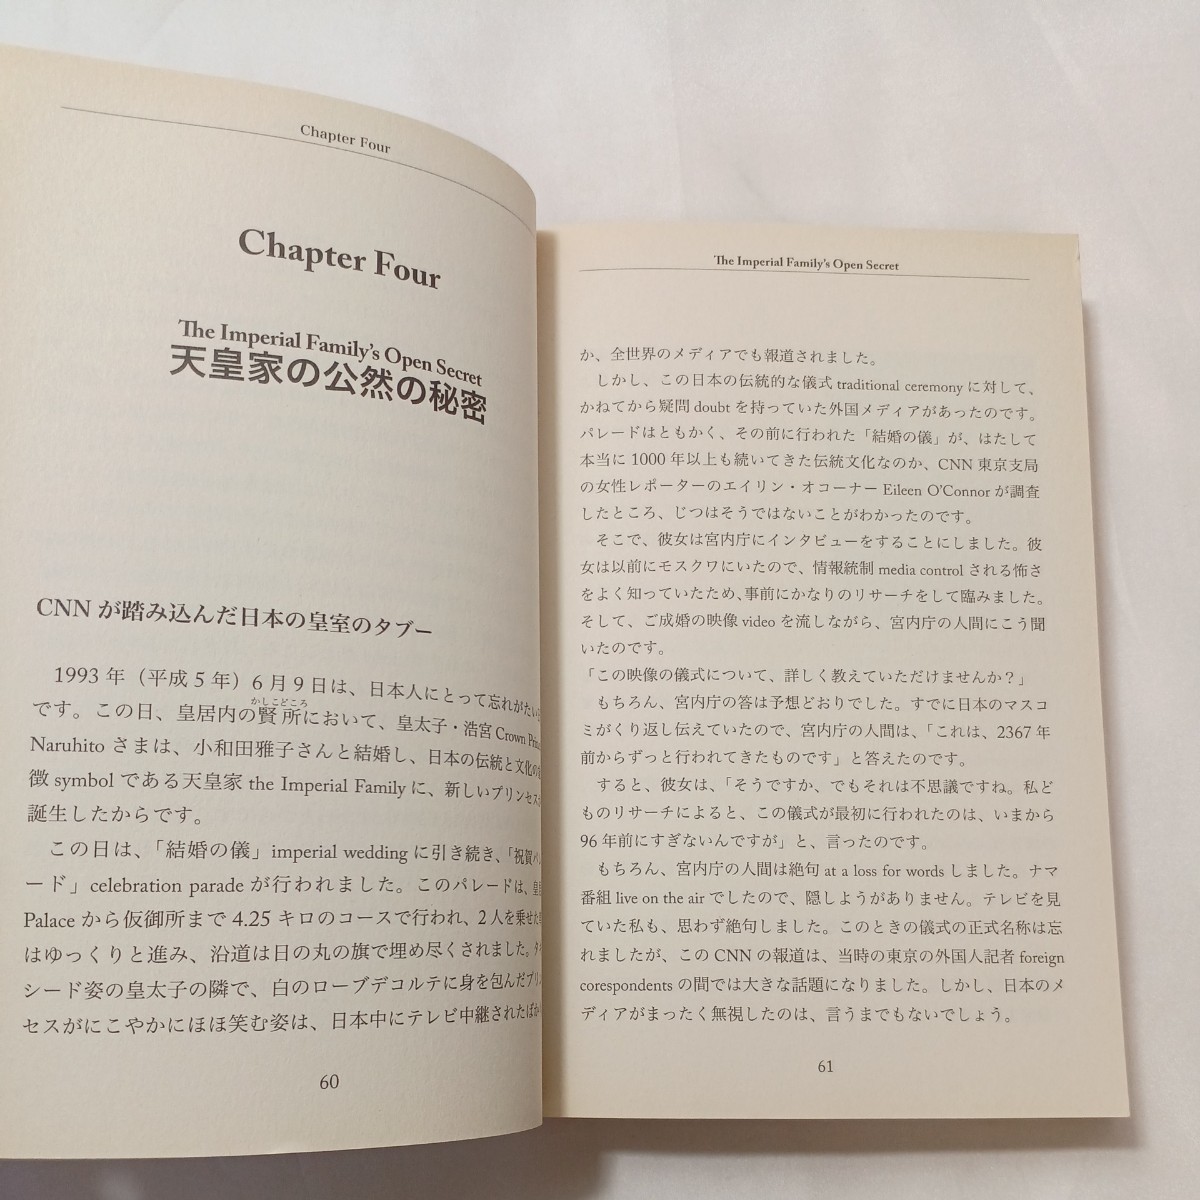 Chapter Four
Chapter Four
The Imperial Family's Open Secret
天皇家の公然の秘密
CNN が踏み込んだ日本の皇室のタブー
1993 年（平成 5 年）6 月 9 日は、日本人にとって忘れがたい
です。この日、皇居内の賢所において、皇太子・浩宮 Crown
かしこどころ
Naruhito さまは、小和田雅子さんと結婚し、日本の伝統と文化の
徴 symbol である天皇家 the Imperial Family に、新しいプリンセスが
誕生したからです。
この日は、「結婚の儀」imperial wedding に引き続き、「祝賀パ
ード」celebration parade が行われました。このパレードは、皇
Palace から仮御所まで 4.25 キロのコースで行われ、2 人を乗せた
はゆっくりと進み、沿道は日の丸の旗で埋め尽くされました。タ
シード姿の皇太子の隣で、白のローブデコルテに身を包んだプリ
セスがにこやかにほほ笑む姿は、日本中にテレビ中継されたばか
60
The Imperial Family's Open Secret
か、全世界のメディアでも報道されました。
しかし、この日本の伝統的な儀式 traditional ceremony に対して、
かねてから疑問 doubt を持っていた外国メディアがあったのです。
パレードはともかく、その前に行われた「結婚の儀」が、はたして
本当に 1000 年以上も続いてきた伝統文化なのか、CNN 東京支局
の女性レポーターのエイリン・オコーナー Eileen O'Connor が調査
したところ、じつはそうではないことがわかったのです。
そこで、彼女は宮内庁にインタビューをすることにしました。彼
女は以前にモスクワにいたので、情報統制 media control される怖さ
をよく知っていたため、事前にかなりのリサーチをして臨みました。
そして、ご成婚の映像 video を流しながら、宮内庁の人間にこう聞
いたのです。
「この映像の儀式について、詳しく教えていただけませんか？」
もちろん、宮内庁の答は予想どおりでした。すでに日本のマスコ
ミがくり返し伝えていたので、宮内庁の人間は、「これは、2367 年
前からずっと行われてきたものです」と答えたのです。
すると、彼女は、「そうですか、でもそれは不思議ですね。私ど
ものリサーチによると、この儀式が最初に行われたのは、いまから
96 年前にすぎないんですが」と、言ったのです。
もちろん、宮内庁の人間は絶句 at a loss for words しました。ナマ
番組 live on the air でしたので、隠しようがありません。テレビを見
ていた私も、思わず絶句しました。このときの儀式の正式名称は忘
れましたが、この CNN の報道は、当時の東京の外国人記者 foreign
corespondents の間では大きな話題になりました。しかし、日本のメ
ディアがまったく無視したのは、言うまでもないでしょう。
61